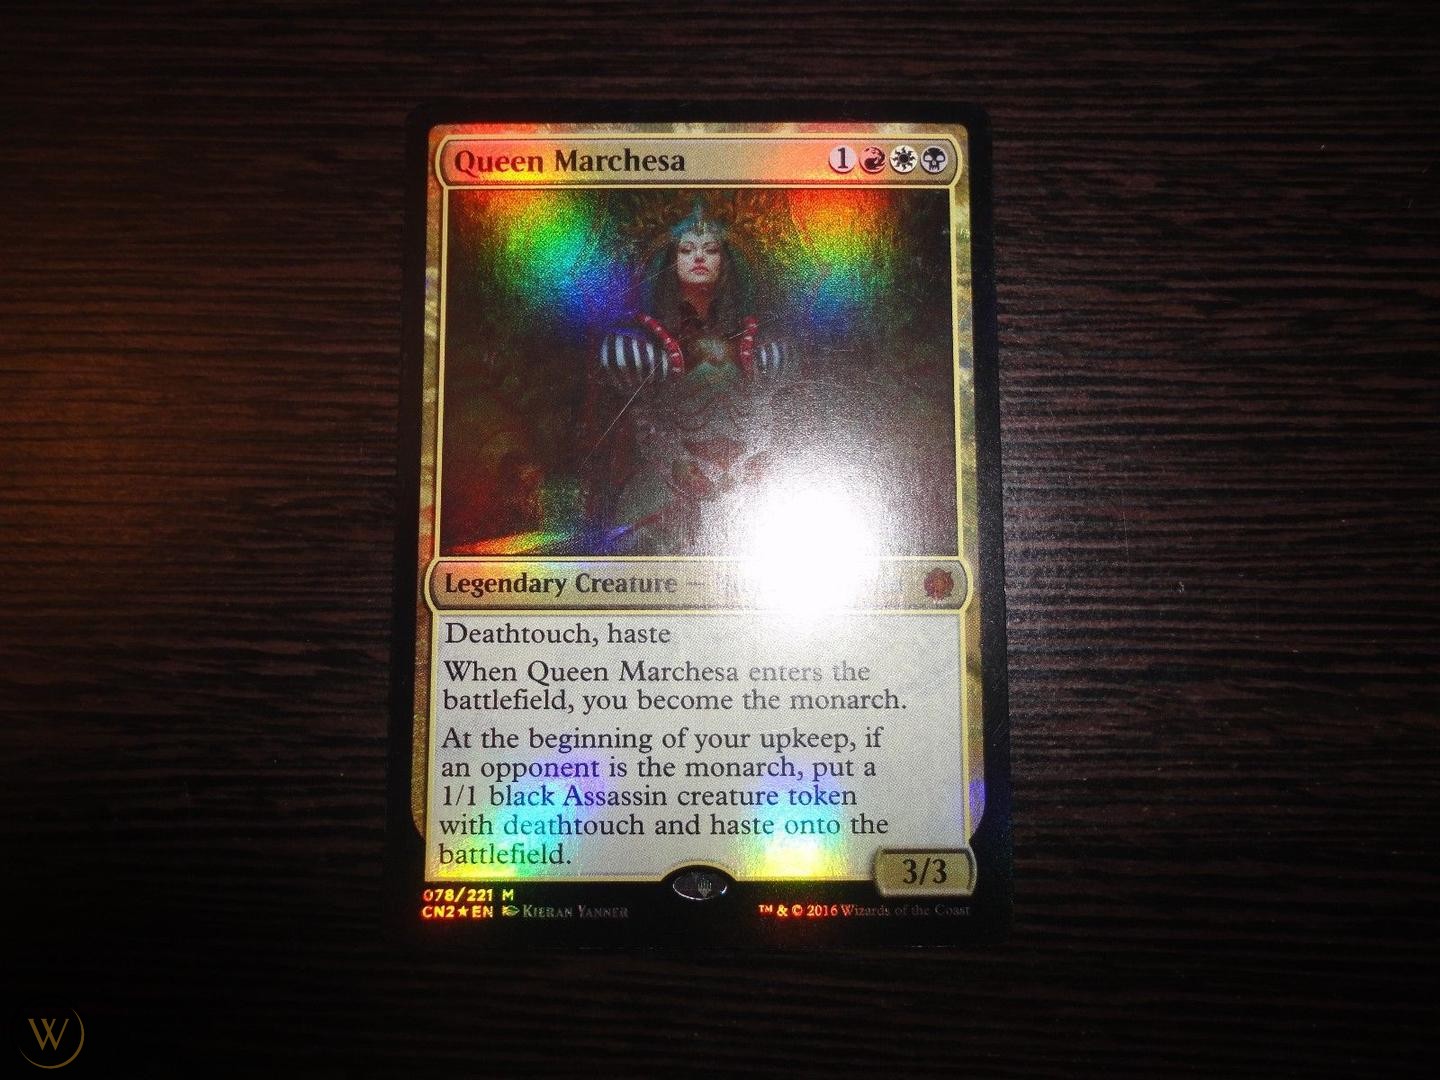 Queen Marchesa 1
Legendary Creature —
Deathtouch, haste
When Queen Marchesa enters the
battlefield, you become the monarch.
At the beginning of your upkeep, if
an opponent is the monarch, put a
1/1 black Assassin creature token
with deathtouch and haste onto the
battlefield.
3/3
078/221 M
CN2★EN Kieran Yanner
™ & © 2016 Wizards of the Coast
W